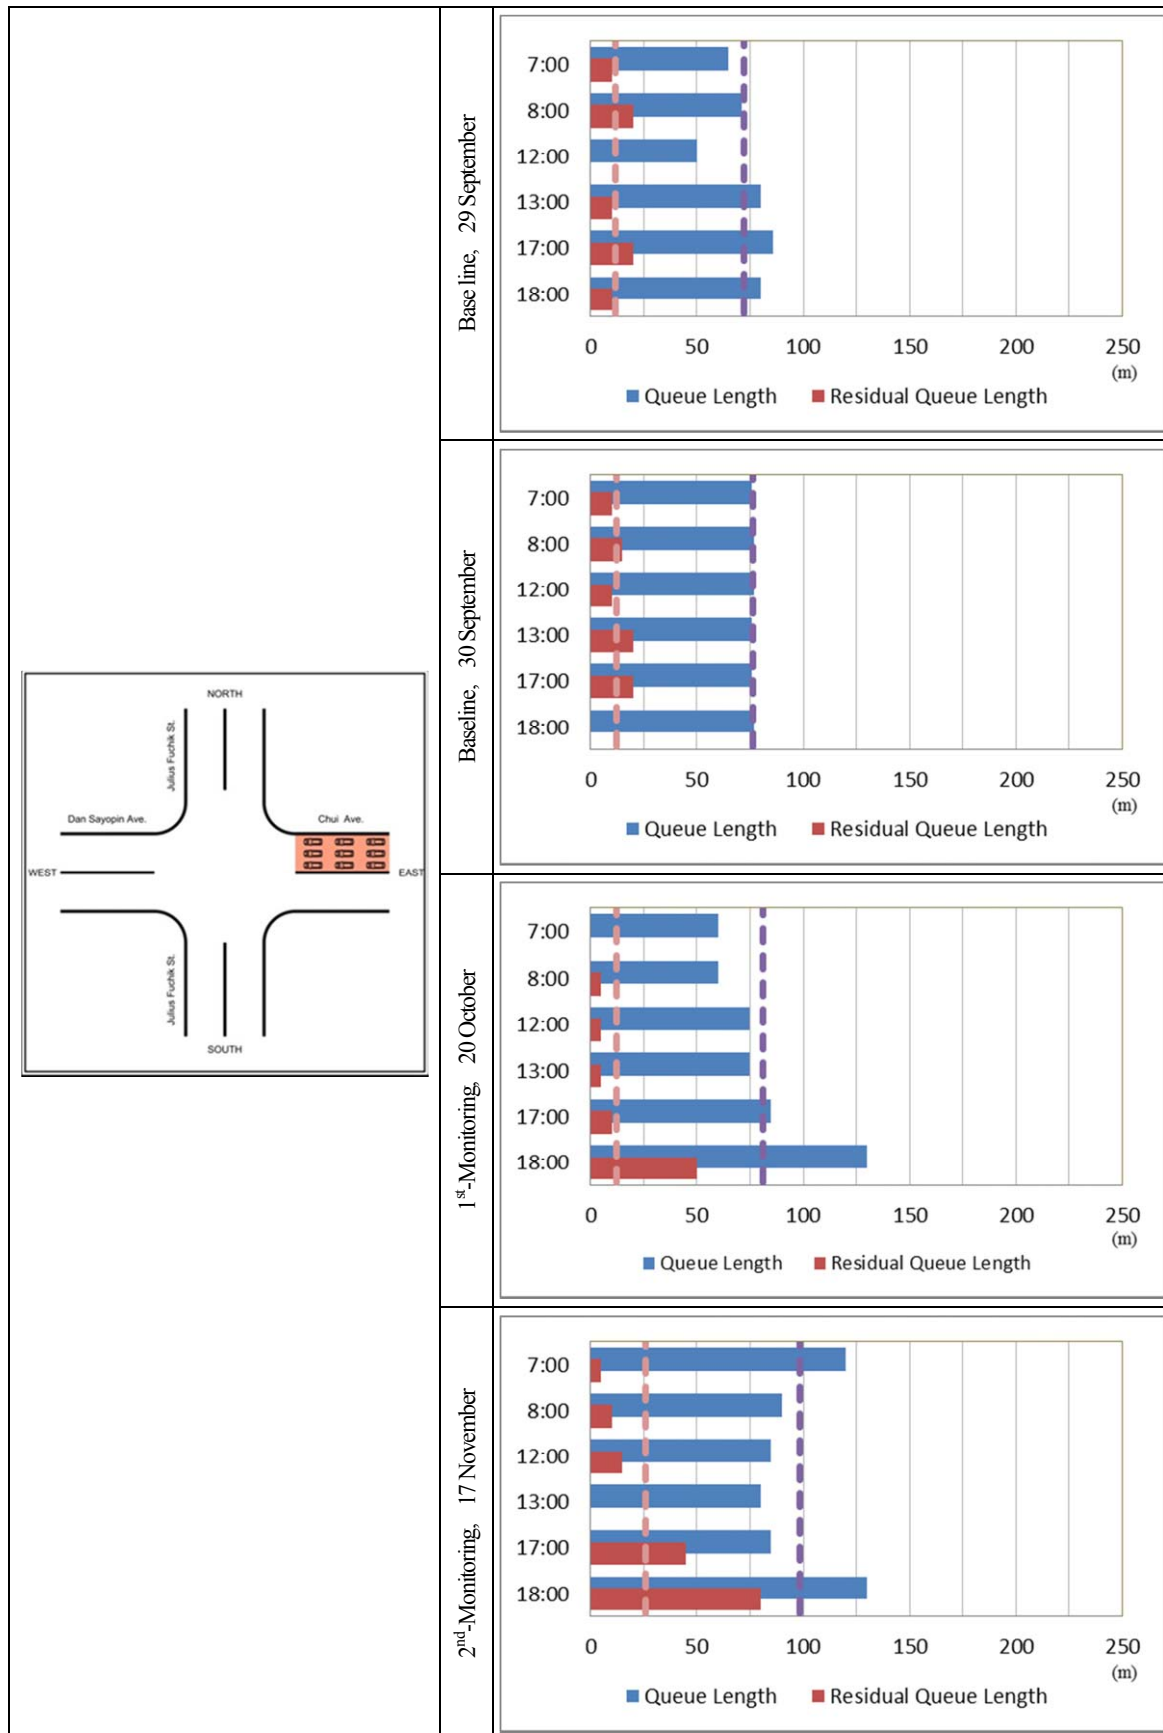 NORTH
Julius Fuchik St.
Dan Sayopin Ave.
Chui Ave.
WEST
EAST
Julius Fuchik St.
SOUTH
Base line, 29 September
7:00
8:00
12:00
13:00
17:00
18:00
0 50 100 150 200 250
(m)
Queue Length Residual Queue Length
Baseline, 30 September
7:00
8:00
12:00
13:00
17:00
18:00
0 50 100 150 200 250
(m)
Queue Length Residual Queue Length
1st-Monitoring, 20 October
7:00
8:00
12:00
13:00
17:00
18:00
0 50 100 150 200 250
(m)
Queue Length Residual Queue Length
2nd-Monitoring, 17 November
7:00
8:00
12:00
13:00
17:00
18:00
0 50 100 150 200 250
(m)
Queue Length Residual Queue Length